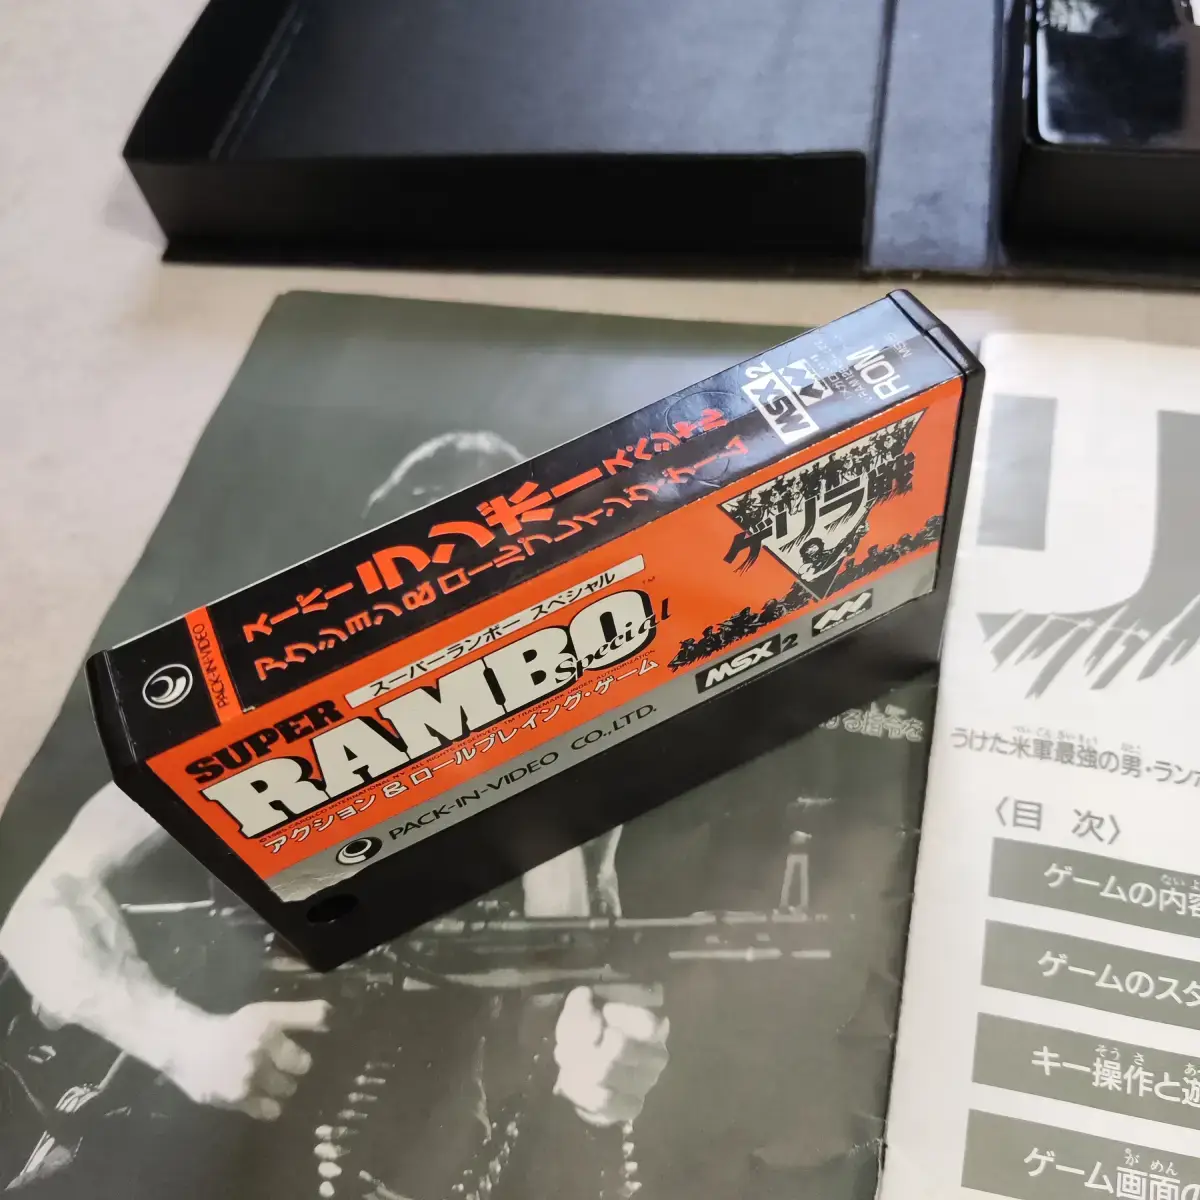 PACK-IN-VIDEO
スーパーランボースペシャル
アクション&ロールプレイング・ゲーム
MSX 2
ROM
SUPER
スーパーランボー スペシャル
RAMBO
Special
TM
アクション&ロールプレイング・ゲーム
PACK-IN-VIDEO CO.,LTD.
ゲリラ戦
MSX 2
る指令を
うけた米軍最強の男・ラン
〈目 次〉
ゲームの内
ゲームのス
キー操作と
ゲーム画面の